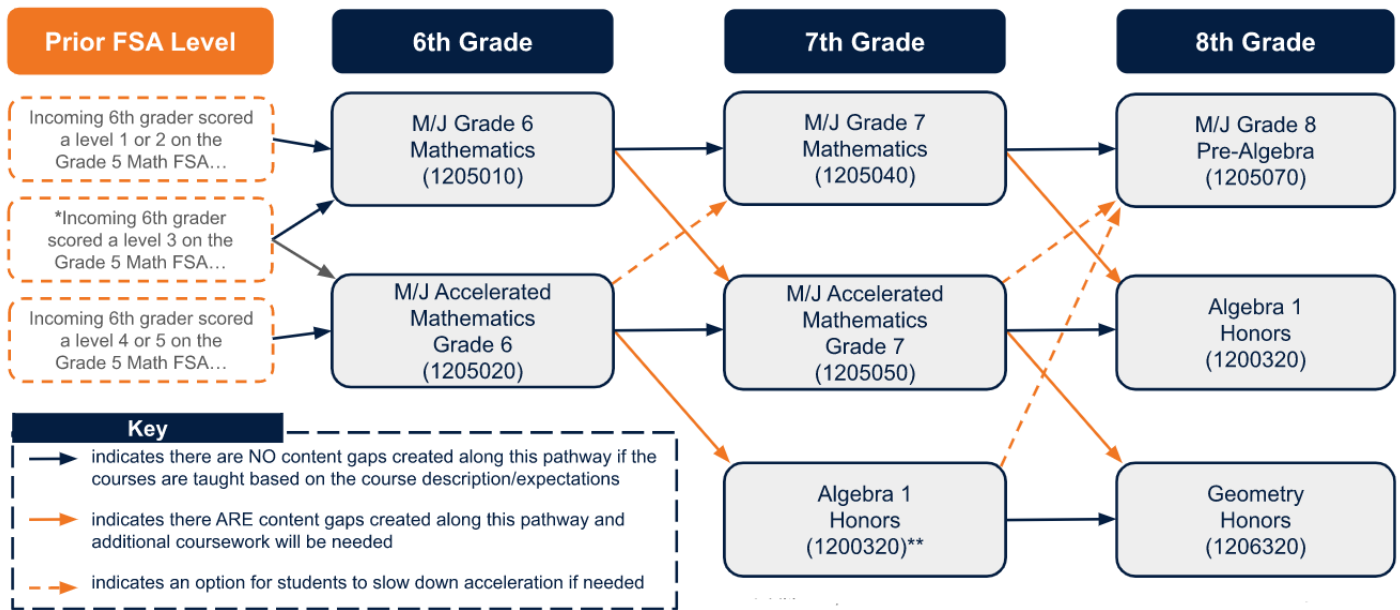 Prior FSA Level
6th Grade
7th Grade
8th Grade
Incoming 6th grader scored
a level 1 or 2 on the
Grade 5 Math FSA…
*Incoming 6th grader
scored a level 3 on the
Grade 5 Math FSA…
Incoming 6th grader scored
a level 4 or 5 on the
Grade 5 Math FSA…
M/J Grade 6
Mathematics
(1205010)
M/J Accelerated
Mathematics
Grade 6
(1205020)
M/J Grade 7
Mathematics
(1205040)
M/J Accelerated
Mathematics
Grade 7
(1205050)
Algebra 1
Honors
(1200320)**
M/J Grade 8
Pre-Algebra
(1205070)
Algebra 1
Honors
(1200320)
Geometry
Honors
(1206320)
Key
indicates there are NO content gaps created along this pathway if the
courses are taught based on the course description/expectations
indicates there ARE content gaps created along this pathway and
additional coursework will be needed
indicates an option for students to slow down acceleration if needed